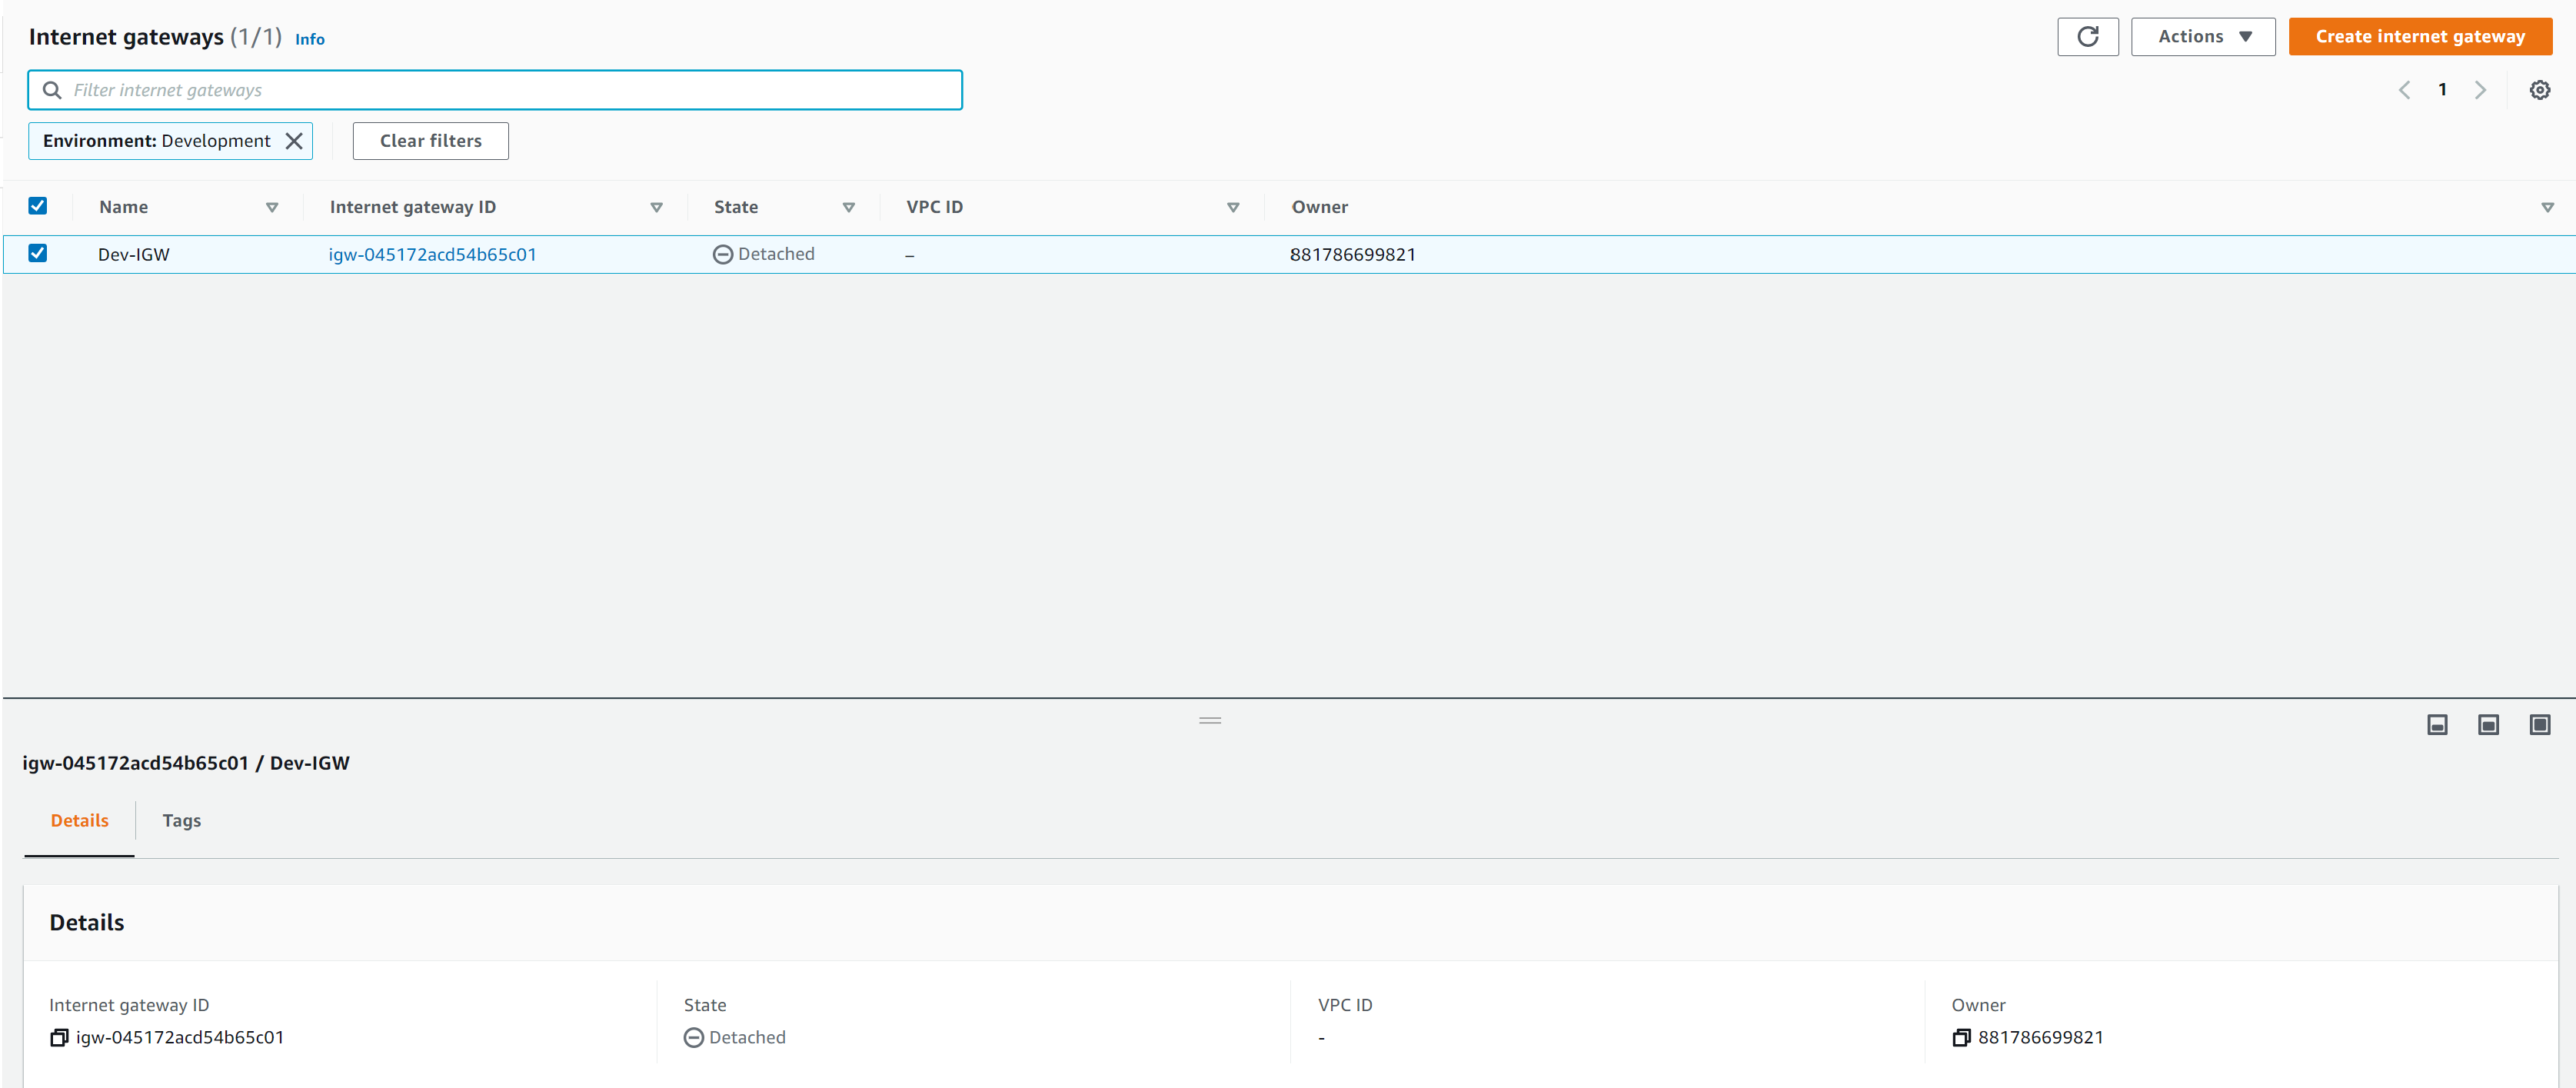 Internet gateways (1/1) Info
Actions
Create internet gateway
Filter internet gateways
1
Environment: Development
Clear filters
Name Internet gateway ID State VPC ID Owner
Dev-IGW igw-045172acd54b65c01 Detached – 881786699821
igw-045172acd54b65c01 / Dev-IGW
Details Tags
Details
Internet gateway ID State VPC ID Owner
igw-045172acd54b65c01 Detached - 881786699821